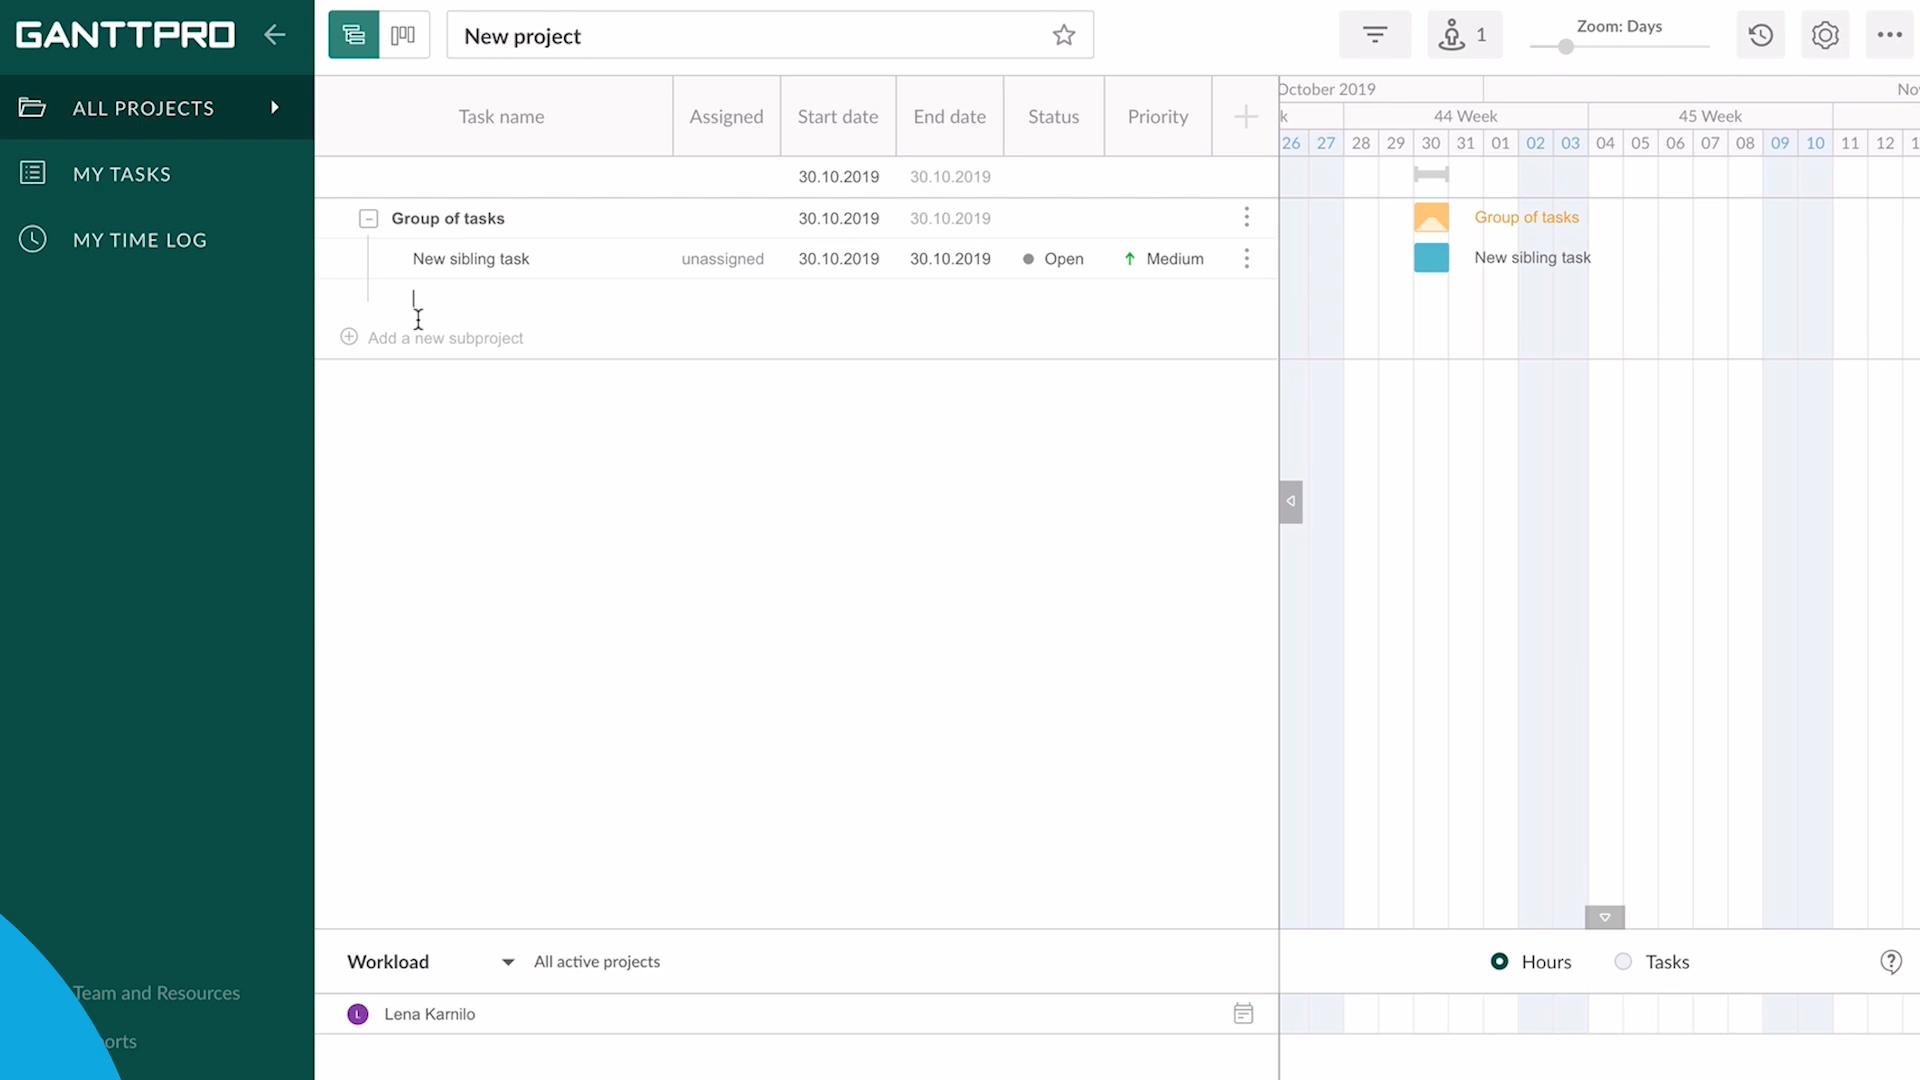 GANTTPRO
ALL PROJECTS
MY TASKS
MY TIME LOG
Team and Resources
orts
New project
1
Zoom: Days
Task name Assigned Start date End date Status Priority
30.10.2019 30.10.2019
Group of tasks 30.10.2019 30.10.2019
New sibling task unassigned 30.10.2019 30.10.2019 Open Medium
Add a new subproject
October 2019 No
k 44 Week 45 Week
26 27 28 29 30 31 01 02 03 04 05 06 07 08 09 10 11 12 1
Group of tasks
New sibling task
Workload All active projects Hours Tasks
L Lena Karnilo